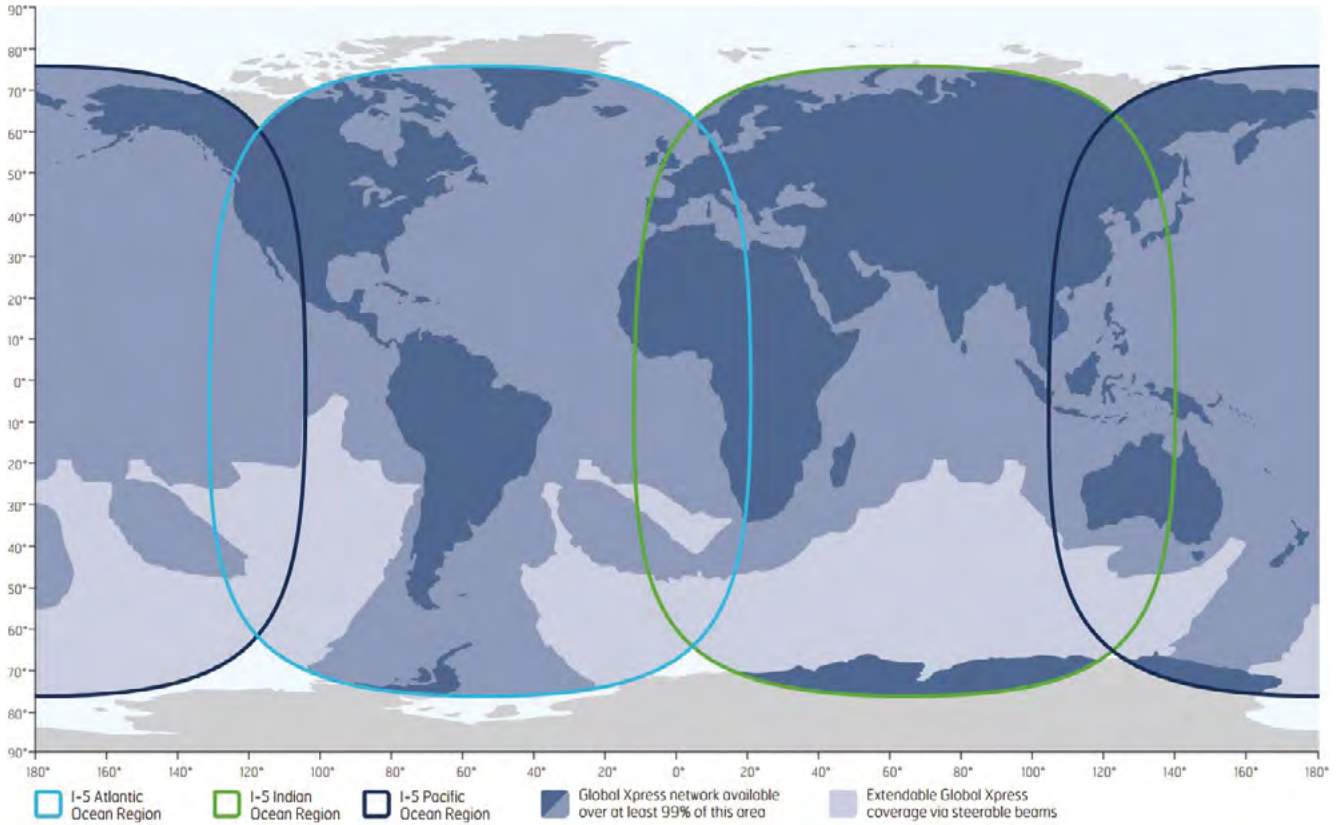 90°
80°
70°
60°
50°
40°
30°
20°
10°
0°
10°
20°
30°
40°
50°
60°
70°
80°
90°
180° 160° 140° 120° 100° 80° 60° 40° 20° 0° 20° 40° 60° 80° 100° 120° 140° 160° 180°
I-5 Atlantic
Ocean Region
I-5 Indian
Ocean Region
I-5 Pacific
Ocean Region
Global Xpress network available
over at least 99% of this area
Extendable Global Xpress
coverage via steerable beams